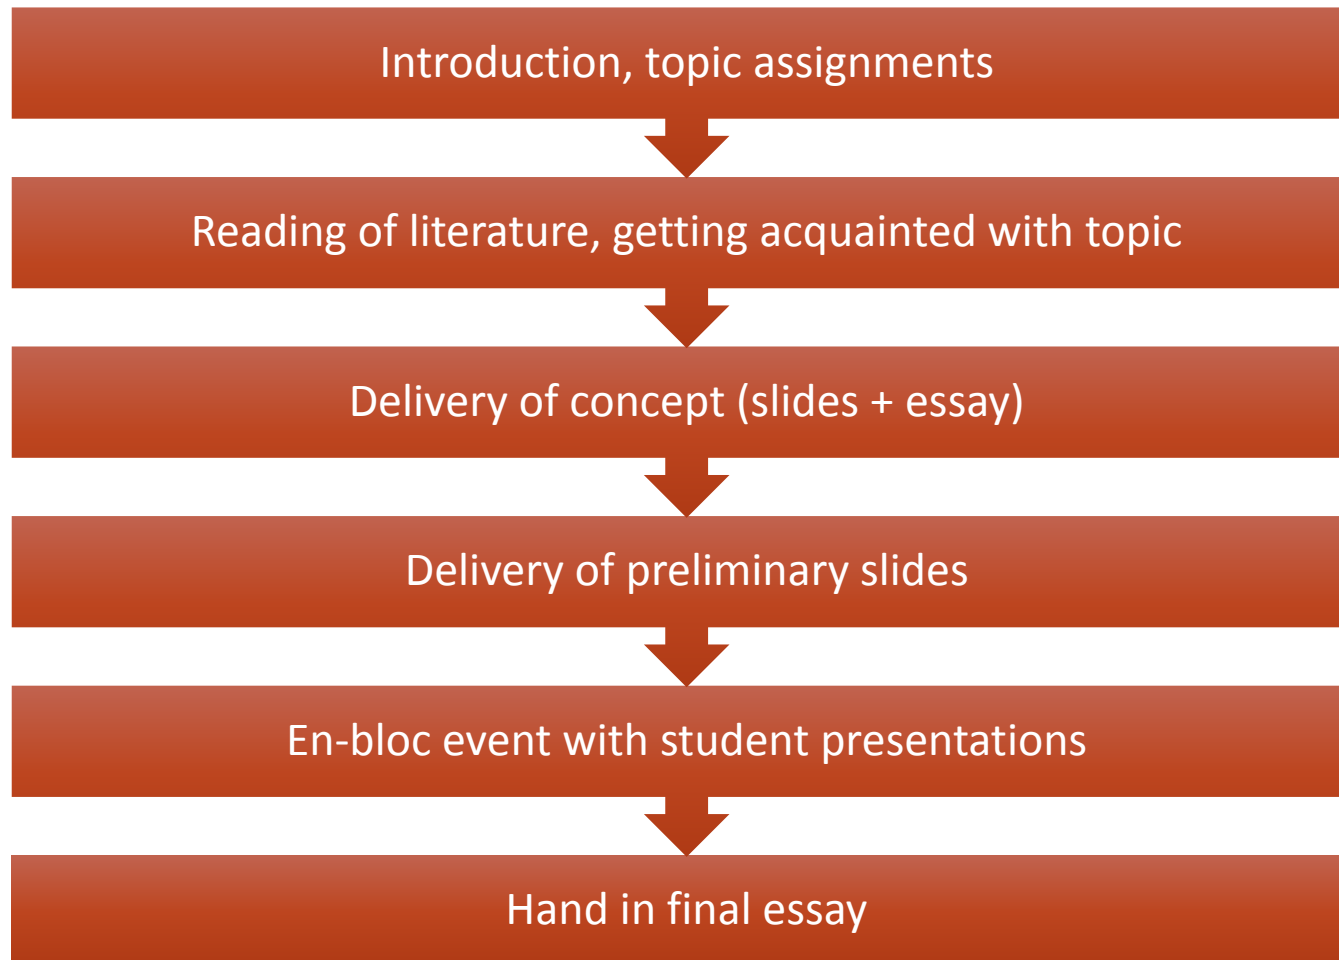 Introduction, topic assignments
Reading of literature, getting acquainted with topic
Delivery of concept (slides + essay)
Delivery of preliminary slides
En-bloc event with student presentations
Hand in final essay